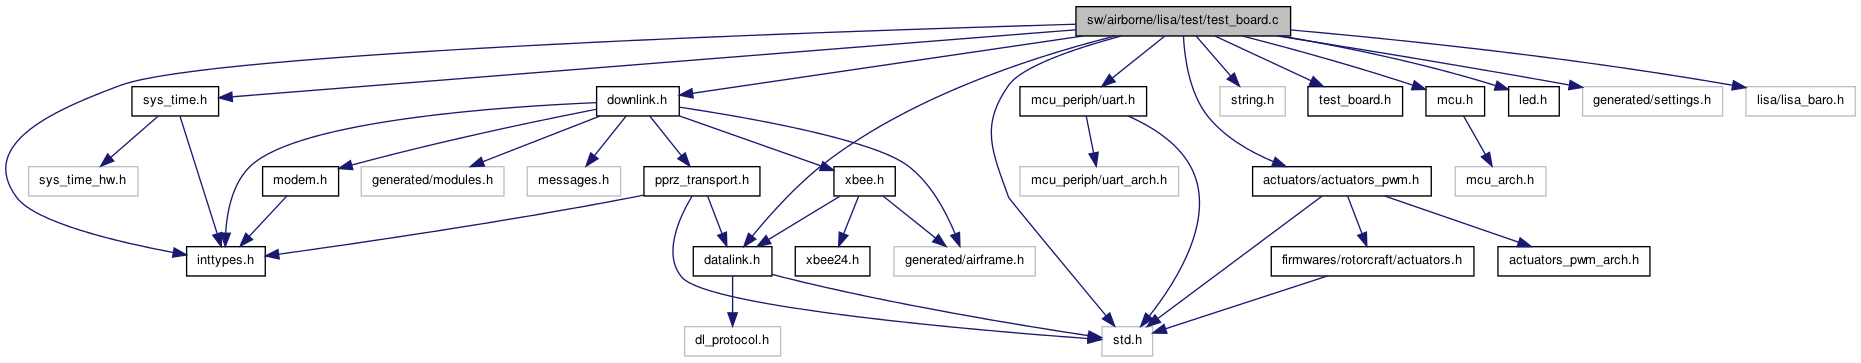 sw/airborne/lisa/test/test_board.c
sys_time.h
downlink.h
mcu_periph/uart.h
string.h
test_board.h
mcu.h
led.h
generated/settings.h
lisa/lisa_baro.h
sys_time_hw.h
modem.h
generated/modules.h
messages.h
pprz_transport.h
xbee.h
mcu_periph/uart_arch.h
actuators/actuators_pwm.h
mcu_arch.h
inttypes.h
datalink.h
xbee24.h
generated/airframe.h
firmwares/rotorcraft/actuators.h
actuators_pwm_arch.h
dl_protocol.h
std.h